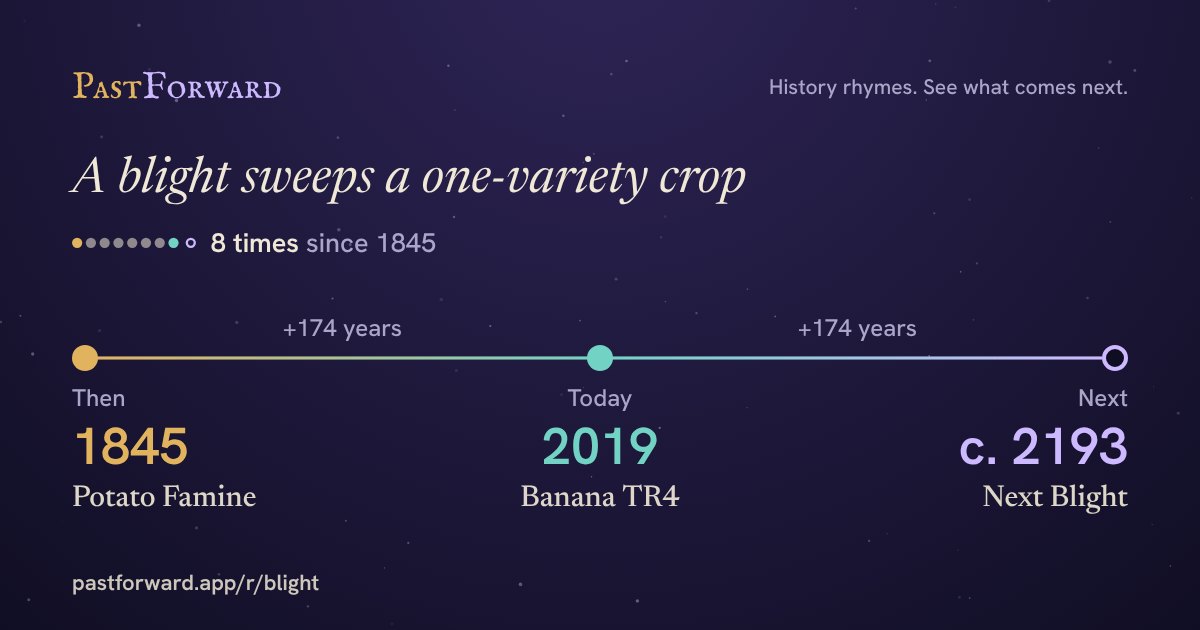 PastForward
History rhymes. See what comes next.
A blight sweeps a one-variety crop
8 times since 1845
+174 years
+174 years
Then
Today
Next
1845
2019
c. 2193
Potato Famine
Banana TR4
Next Blight
pastforward.app/r/blight